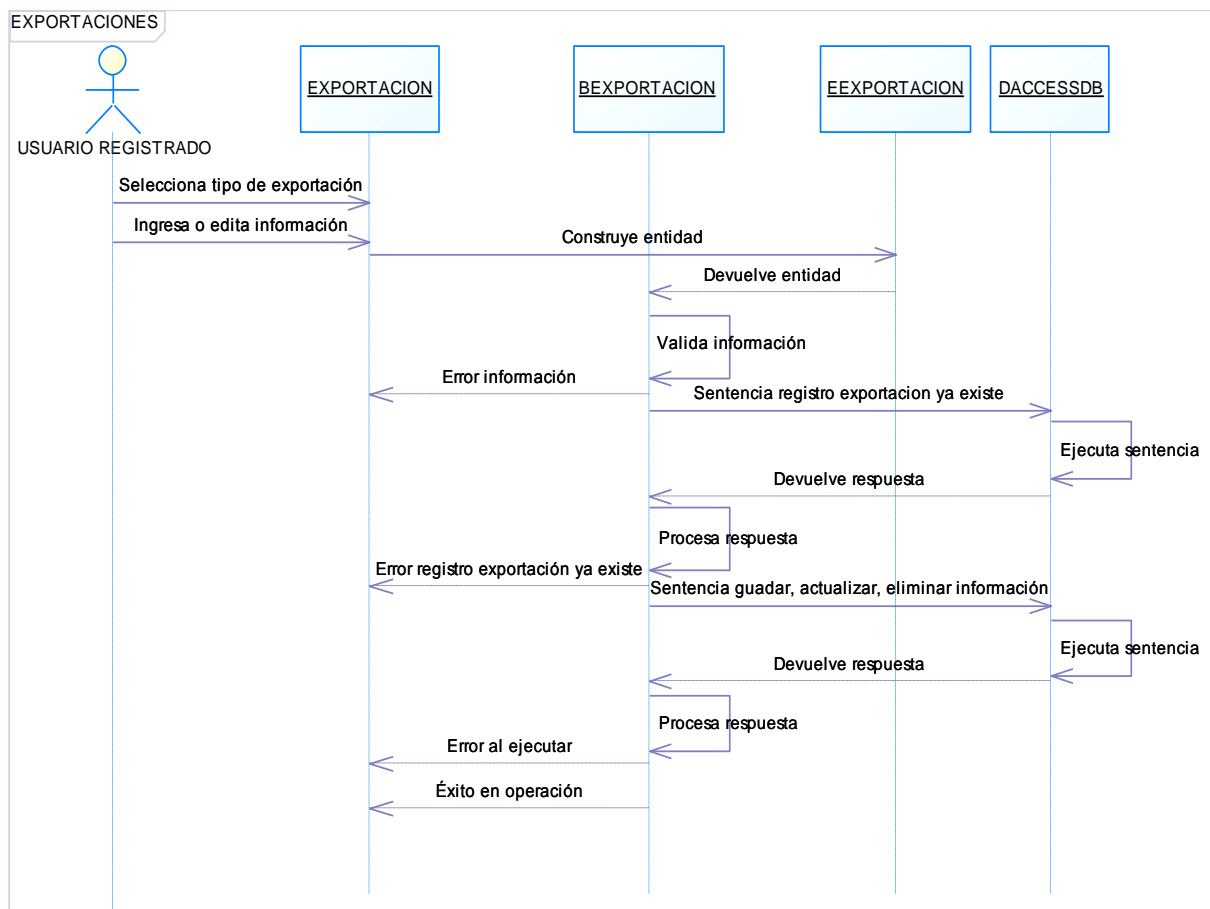 EXPORTACIONES
EXPORTACION
BEXPORTACION
EEXPORTACION
DACCESSDB
USUARIO REGISTRADO
Selecciona tipo de exportación
Ingresa o edita información
Construye entidad
Devuelve entidad
Valida información
Error información
Sentencia registro exportacion ya existe
Ejecuta sentencia
Devuelve respuesta
Procesa respuesta
Error registro exportación ya existe
Sentencia guadar, actualizar, eliminar información
Ejecuta sentencia
Devuelve respuesta
Procesa respuesta
Error al ejecutar
Éxito en operación